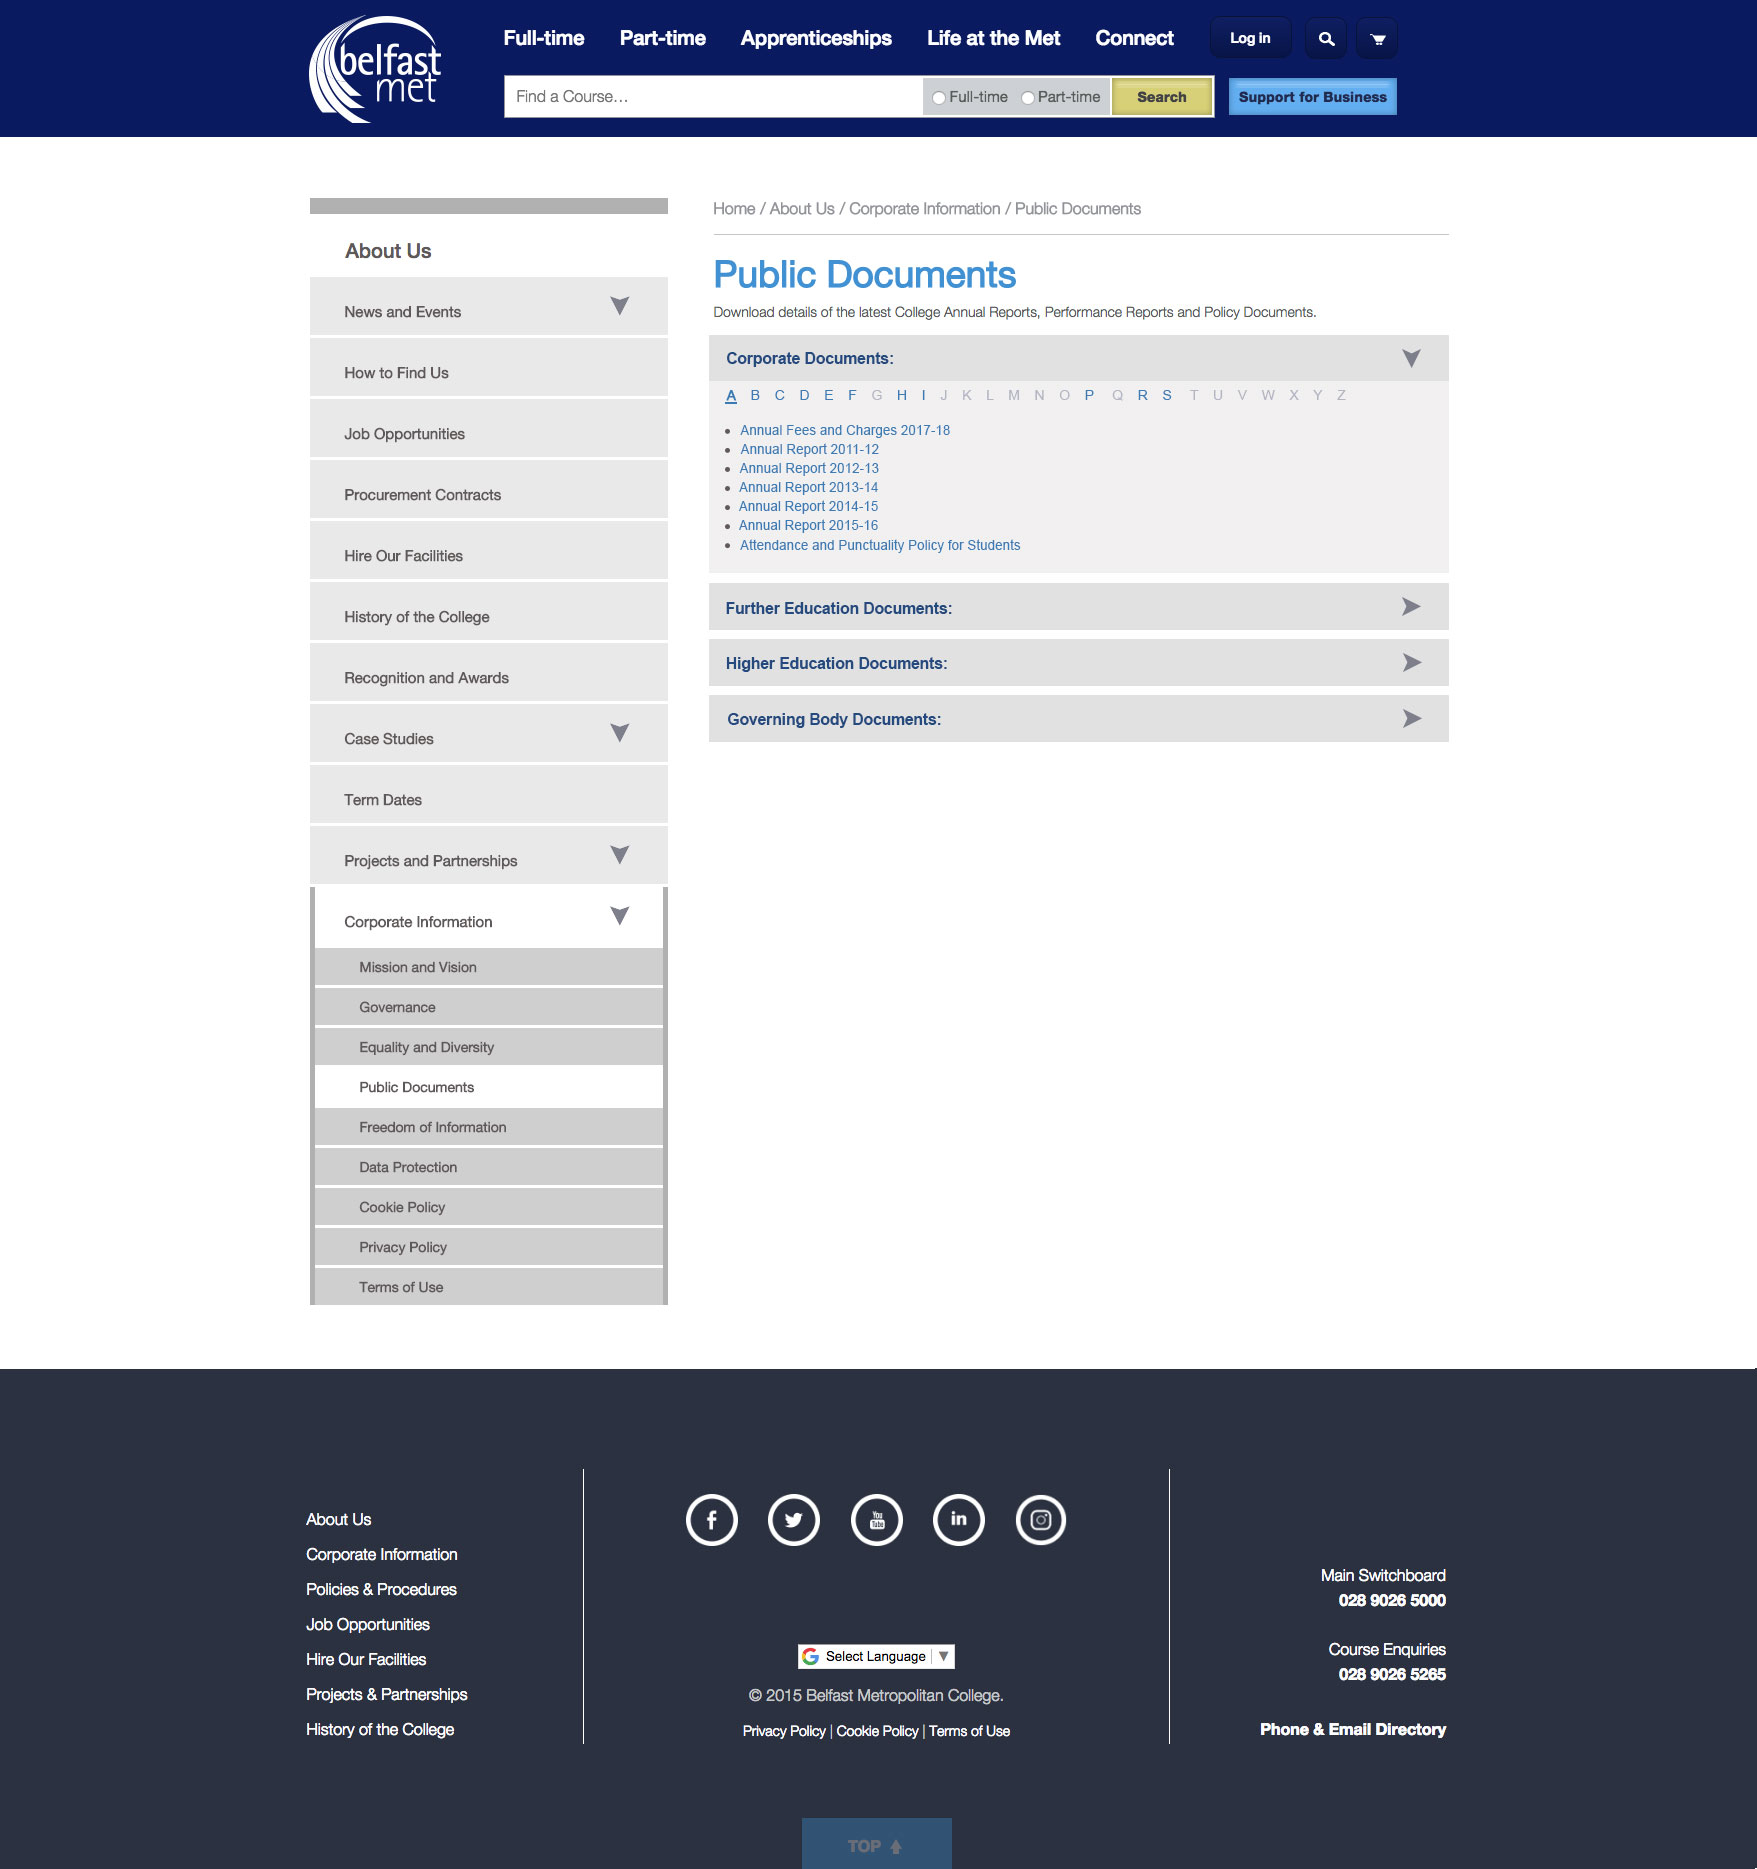 belfast
met
Full-time Part-time Apprenticeships Life at the Met Connect Log in
Find a Course... Full-time Part-time Search Support for Business
About Us
News and Events
How to Find Us
Job Opportunities
Procurement Contracts
Hire Our Facilities
History of the College
Recognition and Awards
Case Studies
Term Dates
Projects and Partnerships
Corporate Information
Mission and Vision
Governance
Equality and Diversity
Public Documents
Freedom of Information
Data Protection
Cookie Policy
Privacy Policy
Terms of Use
Home / About Us / Corporate Information / Public Documents
Public Documents
Download details of the latest College Annual Reports, Performance Reports and Policy Documents.
Corporate Documents:
A B C D E F G H I J K L M N O P Q R S T U V W X Y Z
Annual Fees and Charges 2017-18
Annual Report 2011-12
Annual Report 2012-13
Annual Report 2013-14
Annual Report 2014-15
Annual Report 2015-16
Attendance and Punctuality Policy for Students
Further Education Documents:
Higher Education Documents:
Governing Body Documents:
About Us
Corporate Information
Policies & Procedures
Job Opportunities
Hire Our Facilities
Projects & Partnerships
History of the College
f You Tube in
Select Language ▼
© 2015 Belfast Metropolitan College.
Privacy Policy | Cookie Policy | Terms of Use
Main Switchboard
028 9026 5000
Course Enquiries
028 9026 5265
Phone & Email Directory
TOP